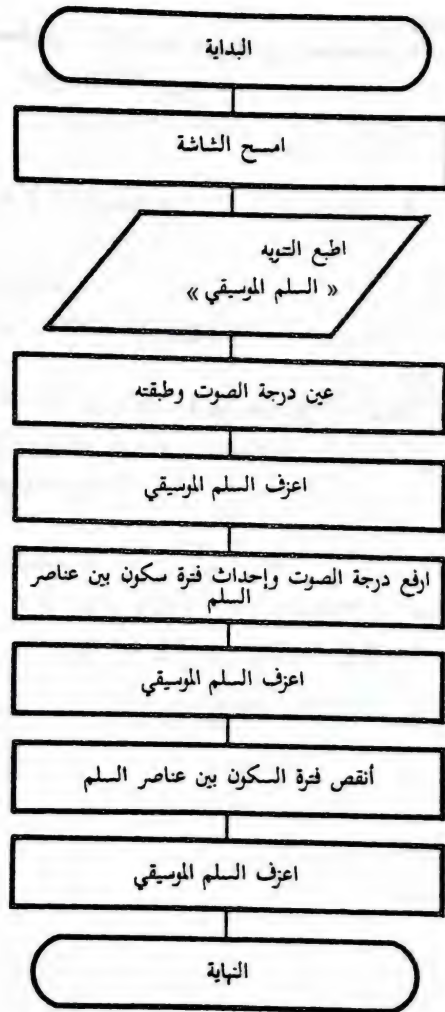 البداية
امسح الشاشة
اطبع التنويه
« السلم الموسيقي »
عين درجة الصوت وطبقته
اعزف السلم الموسيقي
ارفع درجة الصوت وإحداث فترة سكون بين عناصر
السلم
اعزف السلم الموسيقي
أنقص فترة السكون بين عناصر السلم
اعزف السلم الموسيقي
النهاية